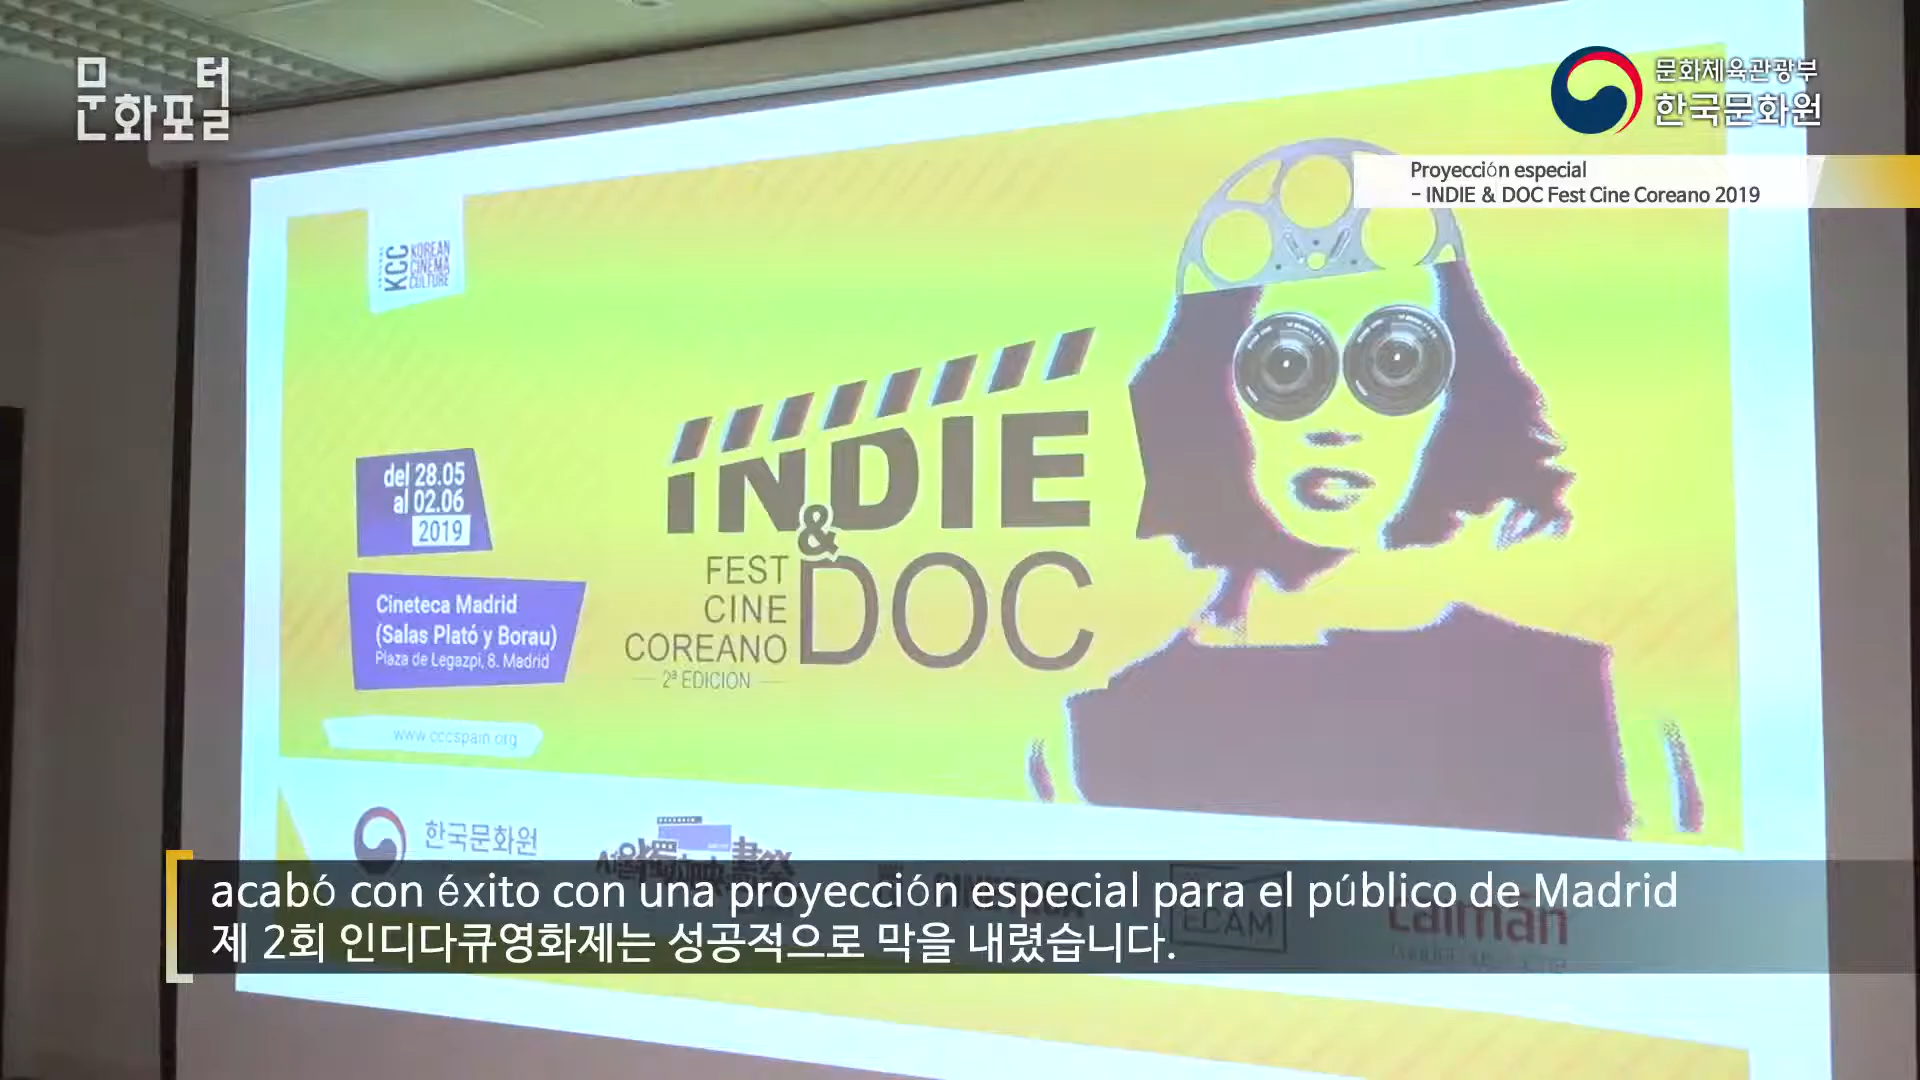 문화포털
문화체육관광부
한국문화원
Proyección especial
- INDIE & DOC Fest Cine Coreano 2019
KCC
KOREAN
CINEMA
CULTURE
INDIE
&
DOC
FEST
CINE
COREANO
2ª EDICION
del 28.05
al 02.06
2019
Cineteca Madrid
(Salas Plató y Borau)
Plaza de Legazpi, 8. Madrid
www.cccspain.org
한국문화원
ECAM
caimán
acabó con éxito con una proyección especial para el público de Madrid
제 2회 인디다큐영화제는 성공적으로 막을 내렸습니다.